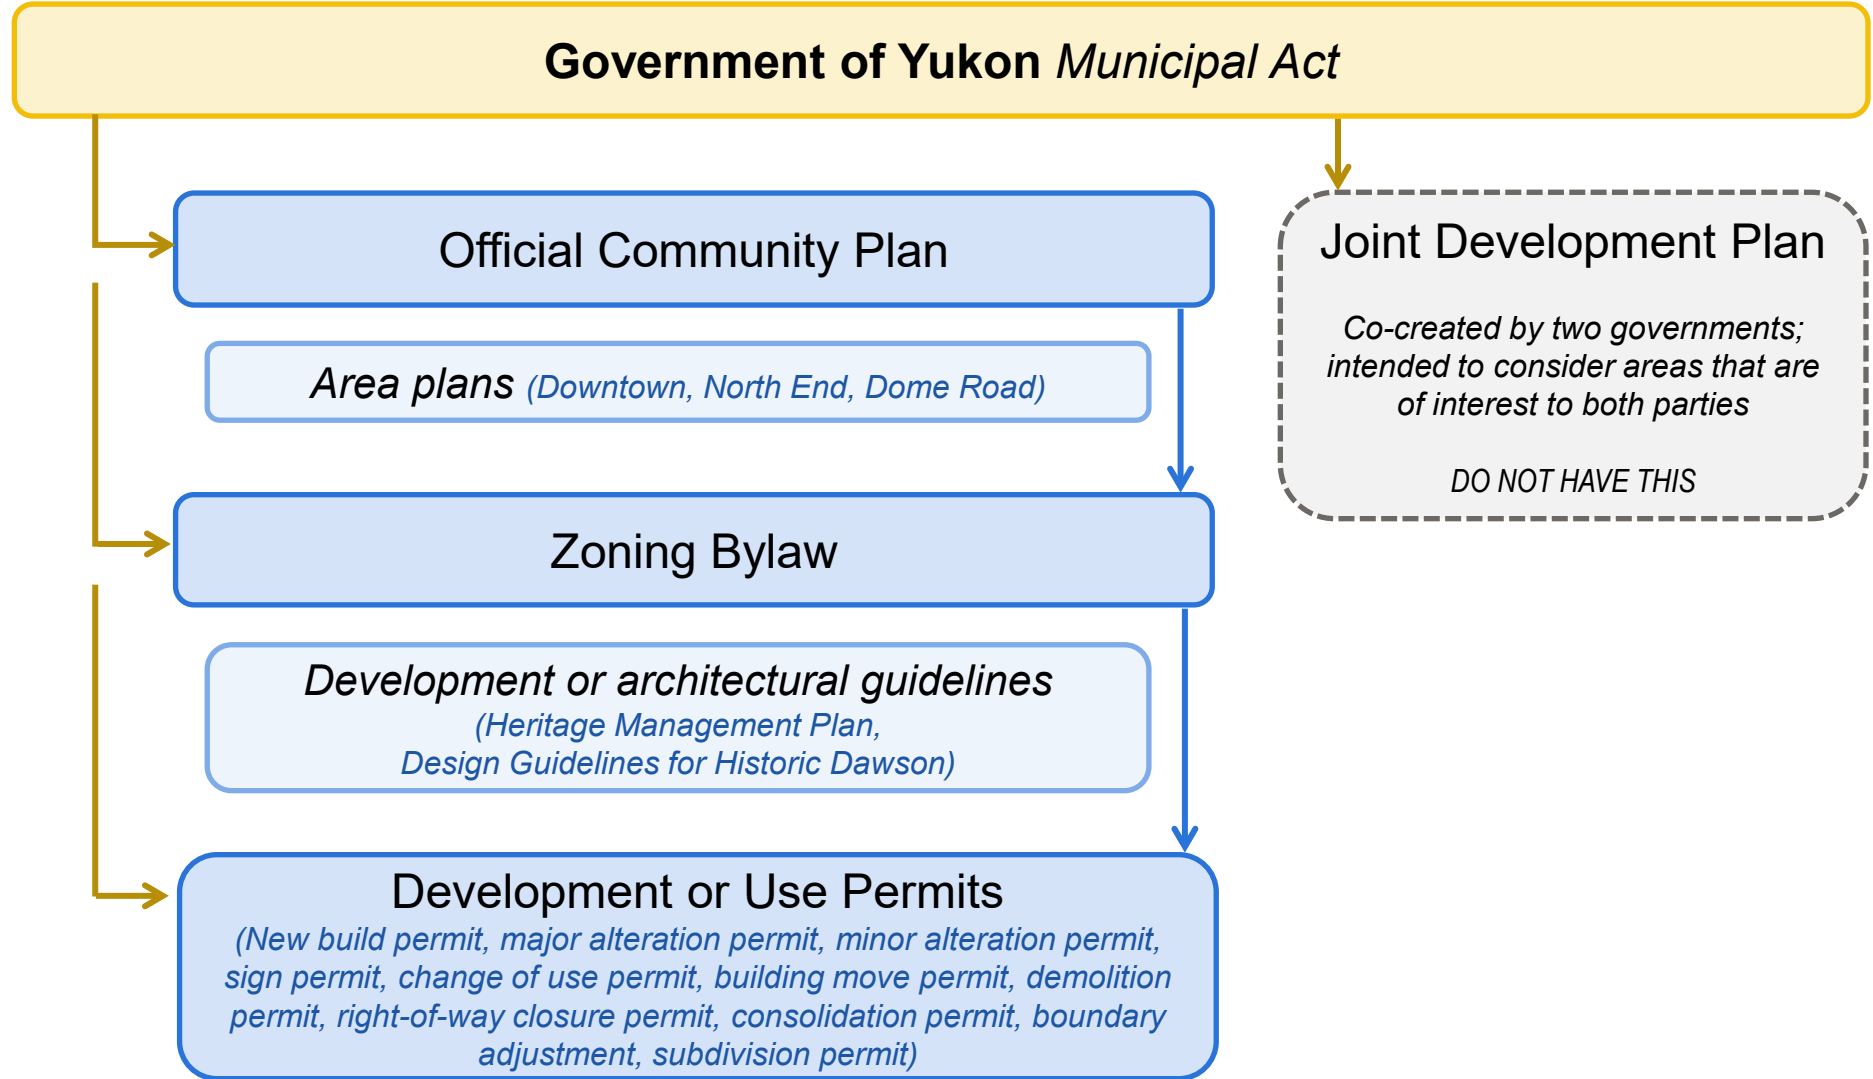 Government of Yukon Municipal Act
Official Community Plan
Area plans (Downtown, North End, Dome Road)
Zoning Bylaw
Development or architectural guidelines
(Heritage Management Plan,
Design Guidelines for Historic Dawson)
Development or Use Permits
(New build permit, major alteration permit, minor alteration permit,
sign permit, change of use permit, building move permit, demolition
permit, right-of-way closure permit, consolidation permit, boundary
adjustment, subdivision permit)
Joint Development Plan
Co-created by two governments;
intended to consider areas that are
of interest to both parties
DO NOT HAVE THIS